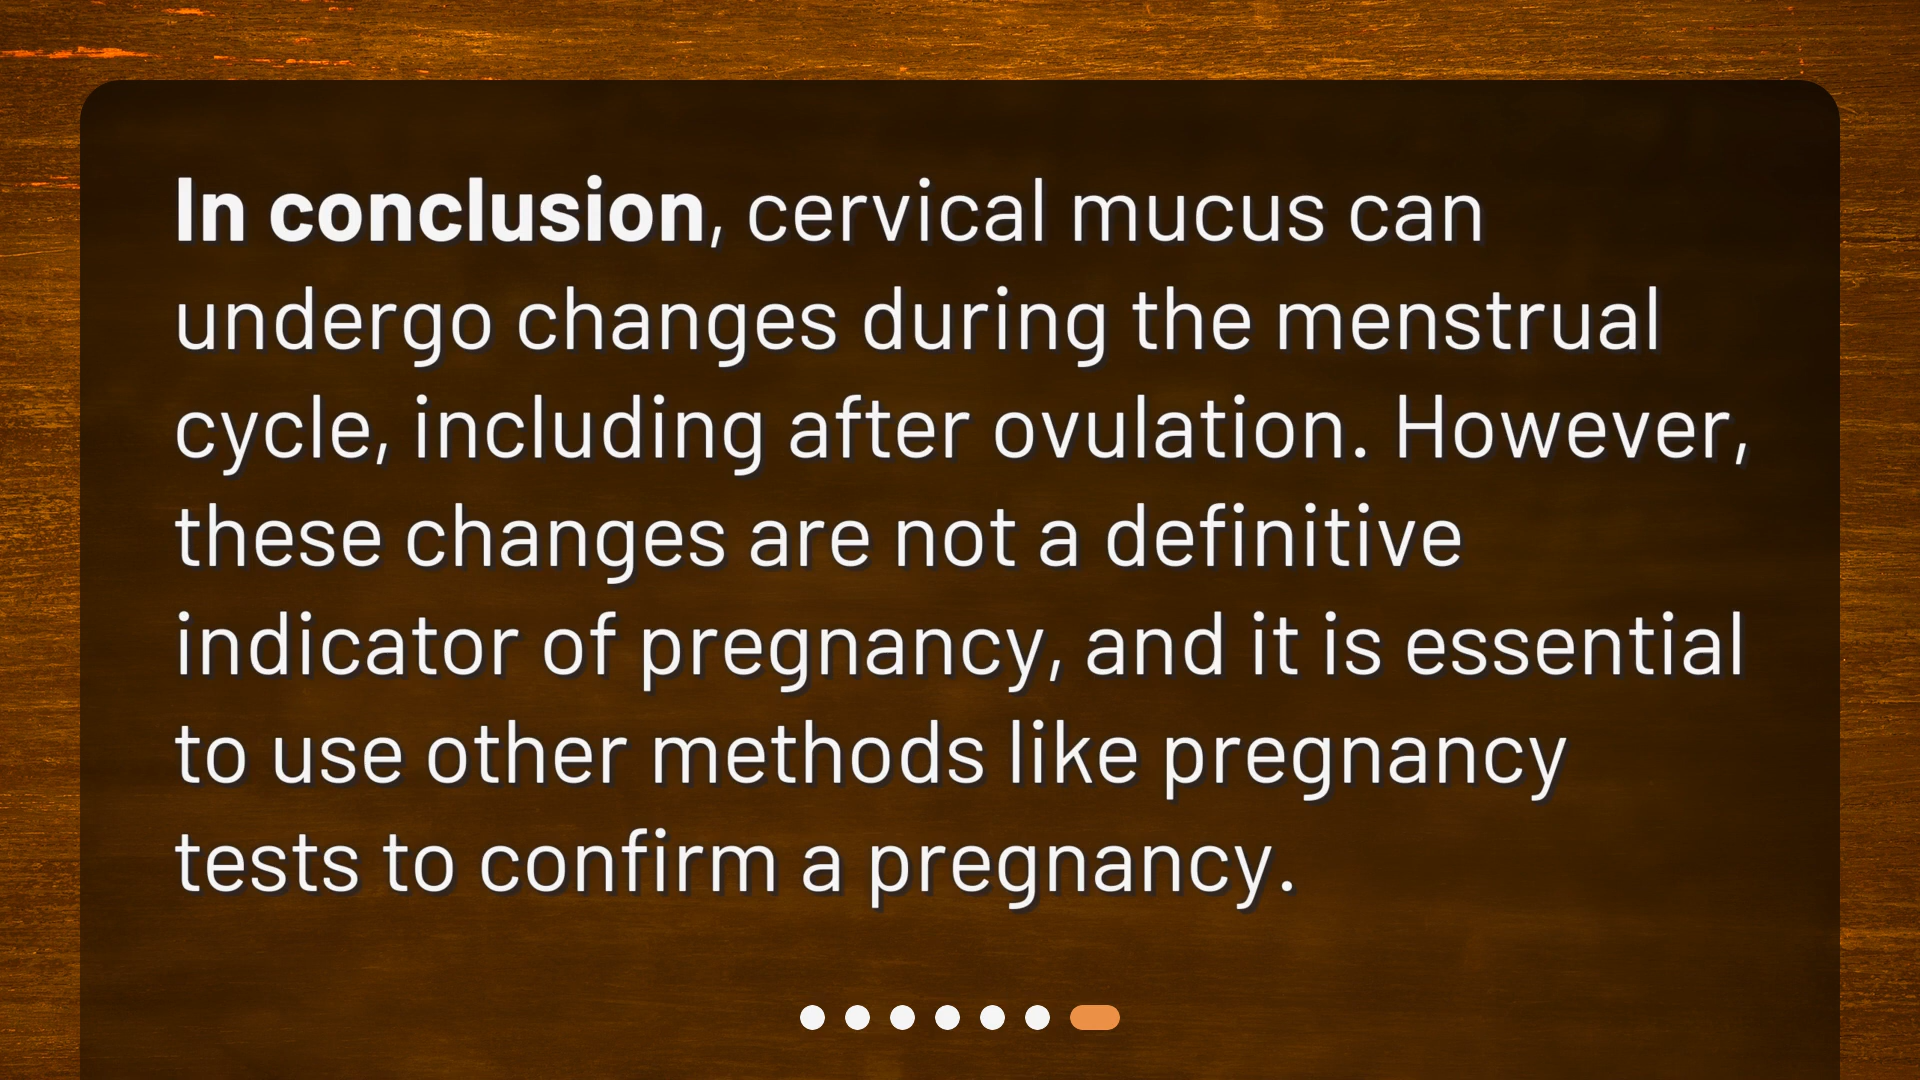 In conclusion, cervical mucus can
undergo changes during the menstrual
cycle, including after ovulation. However,
these changes are not a definitive
indicator of pregnancy, and it is essential
to use other methods like pregnancy
tests to confirm a pregnancy.